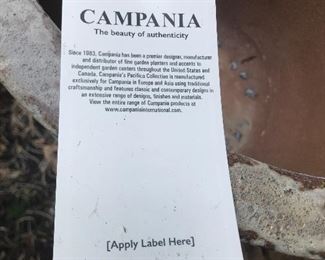 CAMPANIA
The beauty of authenticity
Since 1983, Campania has been a premier designer, manufacturer
and distributor of fine garden planters and accents to
independent garden centers throughout the United States and
Canada. Campania's Pacifica Collection is manufactured
exclusively for Campania in Europe and Asia using traditional
craftsmanship and features classic and contemporary designs in
an extensive range of designs, finishes and materials.
View the entire range of Campania products at
www.campaniainternational.com
[Apply Label Here]